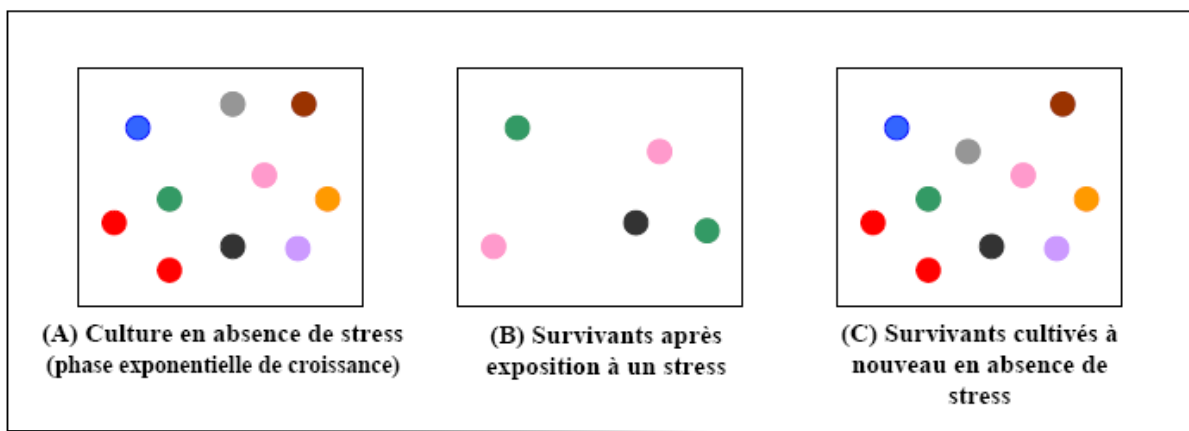 (A) Culture en absence de stress
(phase exponentielle de croissance)
(B) Survivants après
exposition à un stress
(C) Survivants cultivés à
nouveau en absence de
stress